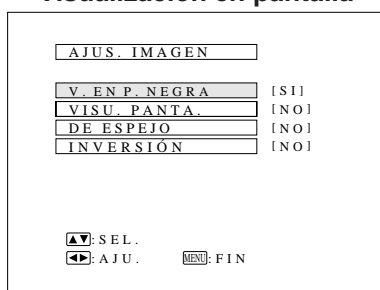 Visualización en pantalla
AJUS. IMAGEN
V. EN P. NEGRA [SI]
VISU. PANTA. [NO]
DE ESPEJO [NO]
INVERSIÓN [NO]
▲▼: SEL.
◀▶: AJU. MENU: FIN